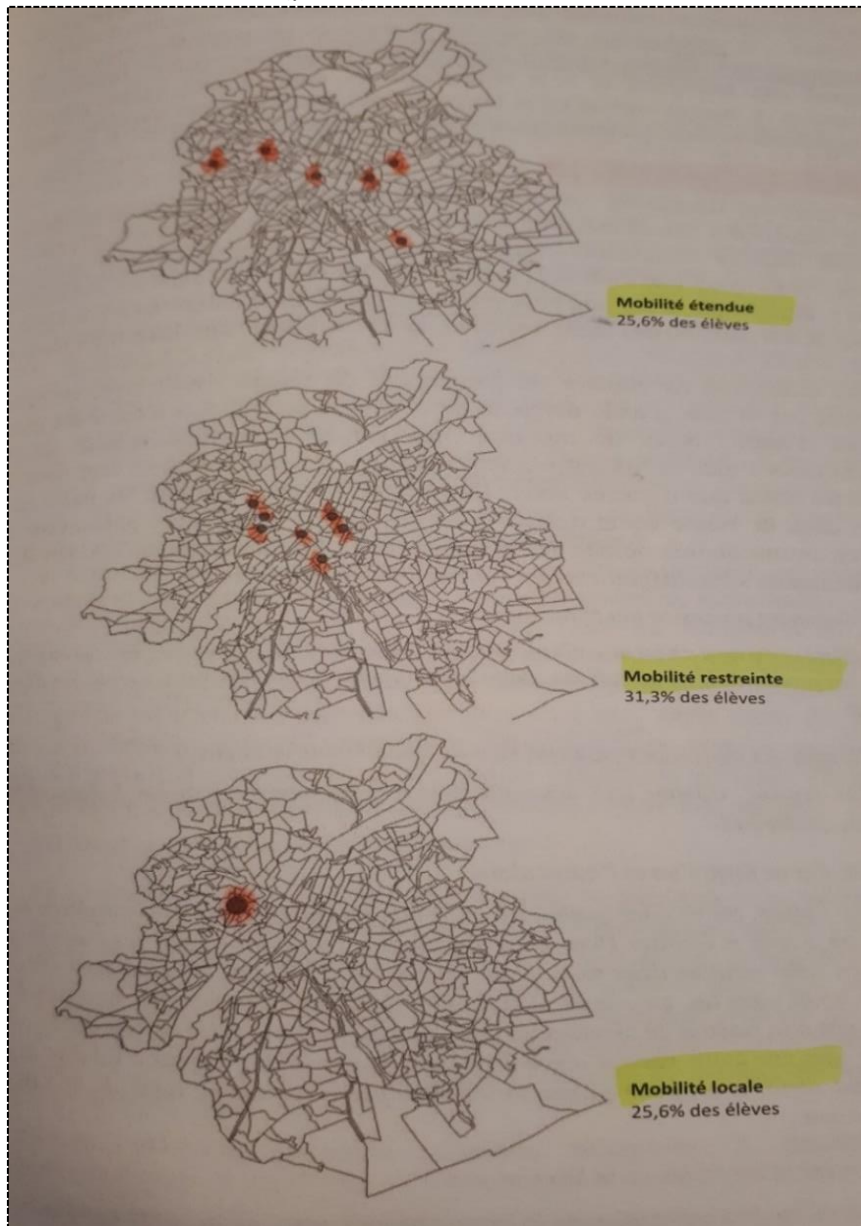 Mobilité étendue
25,6% des élèves
Mobilité restreinte
31,3% des élèves
Mobilité locale
25,6% des élèves